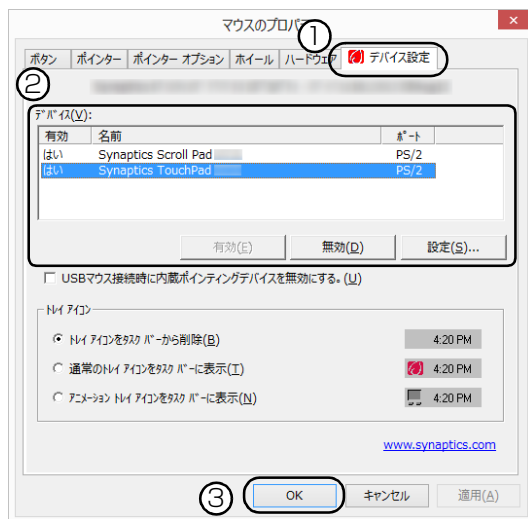 マウスのプロパティ
①
ボタン ポインター ポインター オプション ホイール ハードウェア デバイス設定
②
デバイス(V):
有効 名前 ポート
はい Synaptics Scroll Pad PS/2
はい Synaptics TouchPad PS/2
有効(E) 無効(D) 設定(S)...
USBマウス接続時に内蔵ポインティングデバイスを無効にする。(U)
トレイ アイコン
トレイ アイコンをタスク バーから削除(B) 4:20 PM
通常のトレイ アイコンをタスク バーに表示(T) 4:20 PM
アニメーション トレイ アイコンをタスク バーに表示(N) 4:20 PM
www.synaptics.com
③ OK キャンセル 適用(A)